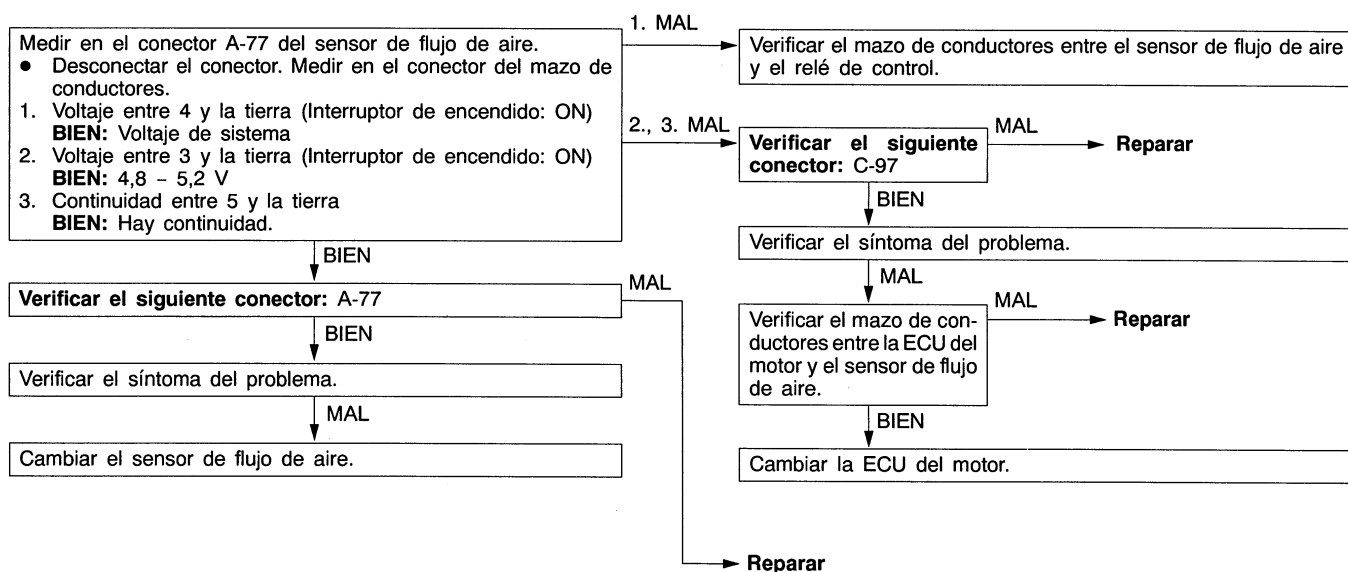 Medir en el conector A-77 del sensor de flujo de aire.
● Desconectar el conector. Medir en el conector del mazo de
conductores.
1. Voltaje entre 4 y la tierra (Interruptor de encendido: ON)
BIEN: Voltaje de sistema
2. Voltaje entre 3 y la tierra (Interruptor de encendido: ON)
BIEN: 4,8 – 5,2 V
3. Continuidad entre 5 y la tierra
BIEN: Hay continuidad.
1. MAL
Verificar el mazo de conductores entre el sensor de flujo de aire
y el relé de control.
2., 3. MAL
Verificar el siguiente
conector: C-97
MAL
Reparar
BIEN
Verificar el síntoma del problema.
MAL
Verificar el mazo de con-
ductores entre la ECU del
motor y el sensor de flujo
de aire.
MAL
Reparar
BIEN
Cambiar la ECU del motor.
BIEN
Verificar el siguiente conector: A-77
MAL
Reparar
BIEN
Verificar el síntoma del problema.
MAL
Cambiar el sensor de flujo de aire.